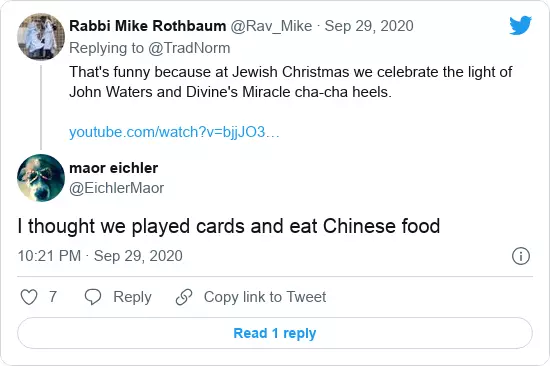 Rabbi Mike Rothbaum @Rav_Mike · Sep 29, 2020
Replying to @TradNorm
That's funny because at Jewish Christmas we celebrate the light of
John Waters and Divine's Miracle cha-cha heels.
youtube.com/watch?v=bjjJO3…
maor eichler
@EichlerMaor
I thought we played cards and eat Chinese food
10:21 PM · Sep 29, 2020
7 Reply Copy link to Tweet
Read 1 reply